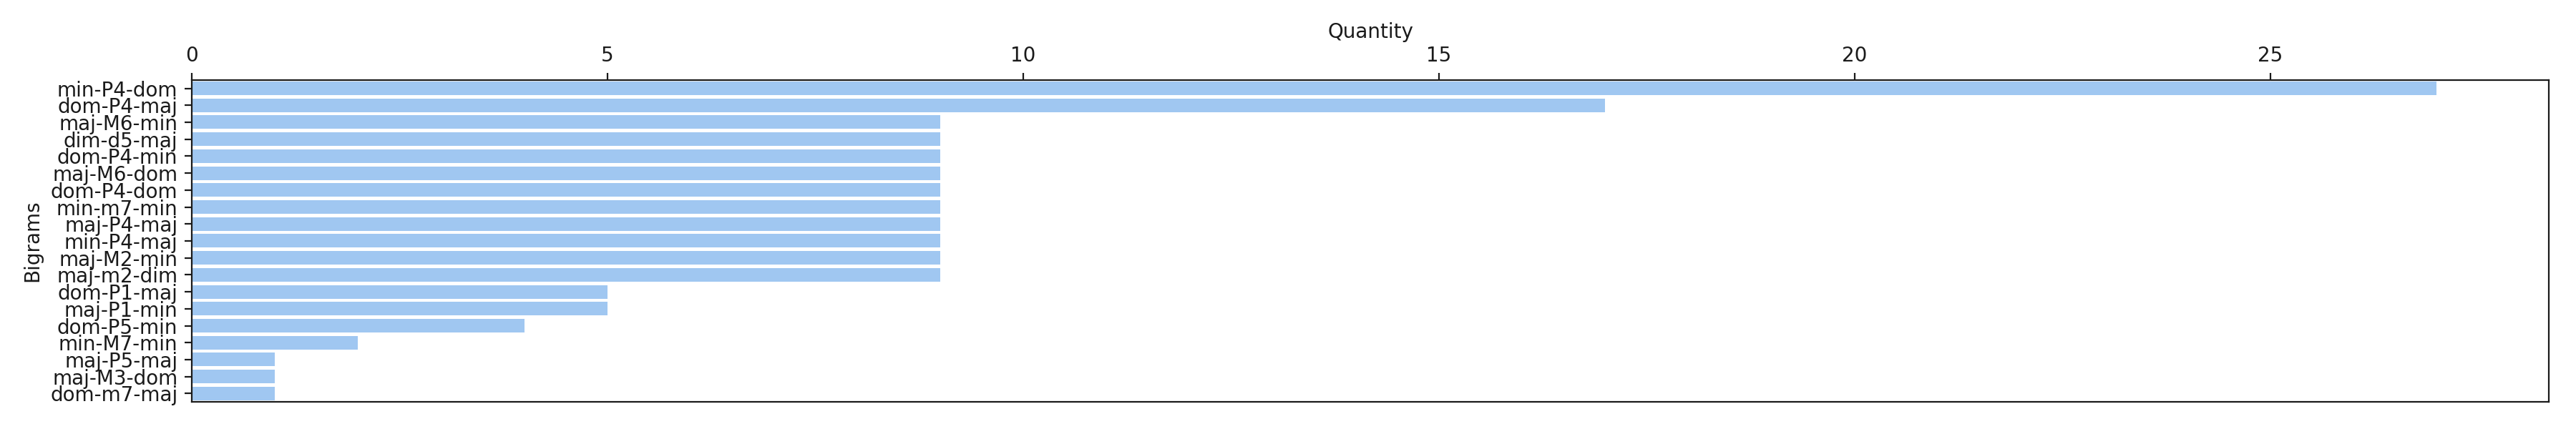 Quantity
0 5 10 15 20 25
Bigrams
min-P4-dom
dom-P4-maj
maj-M6-min
dim-d5-maj
dom-P4-min
maj-M6-dom
dom-P4-dom
min-m7-min
maj-P4-maj
min-P4-maj
maj-M2-min
maj-m2-dim
dom-P1-maj
maj-P1-min
dom-P5-min
min-M7-min
maj-P5-maj
maj-M3-dom
dom-m7-maj